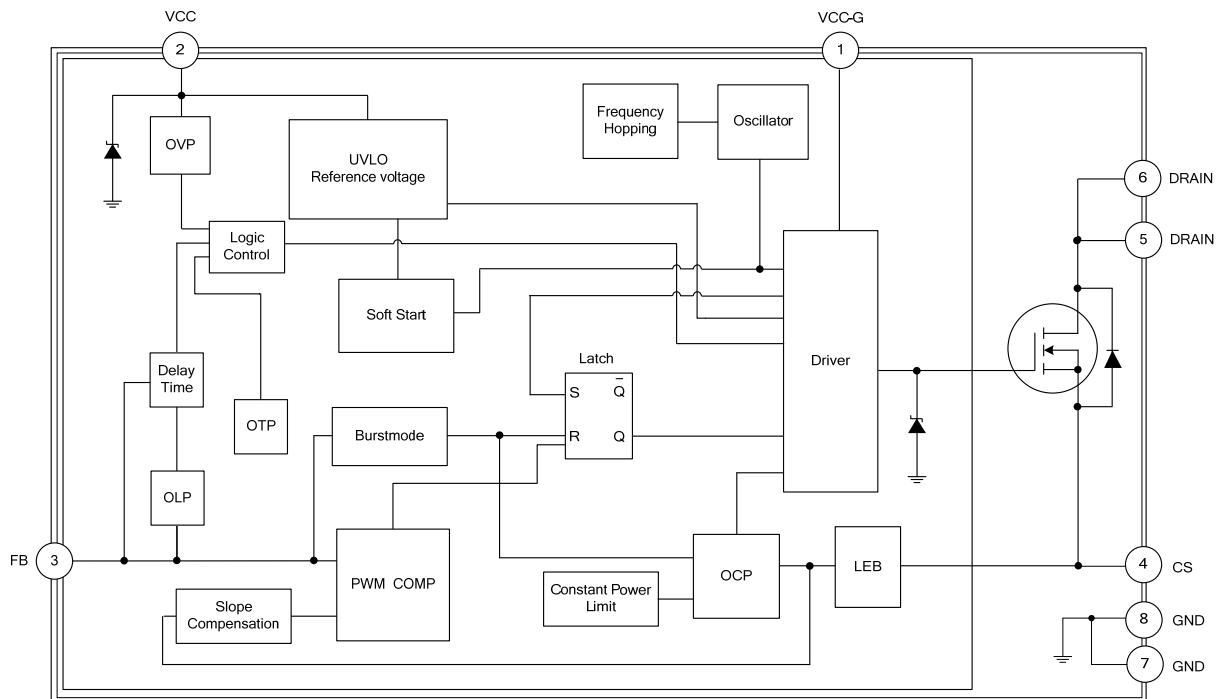 VCC
VCC-G
2
1
Frequency
Hopping
Oscillator
OVP
UVLO
Reference voltage
6
DRAIN
5
DRAIN
Logic
Control
Soft Start
Driver
Latch
Delay
Time
S
Q̅
OTP
Burstmode
R
Q
OLP
FB
3
PWM COMP
OCP
LEB
4
CS
Slope
Compensation
Constant Power
Limit
8
GND
7
GND